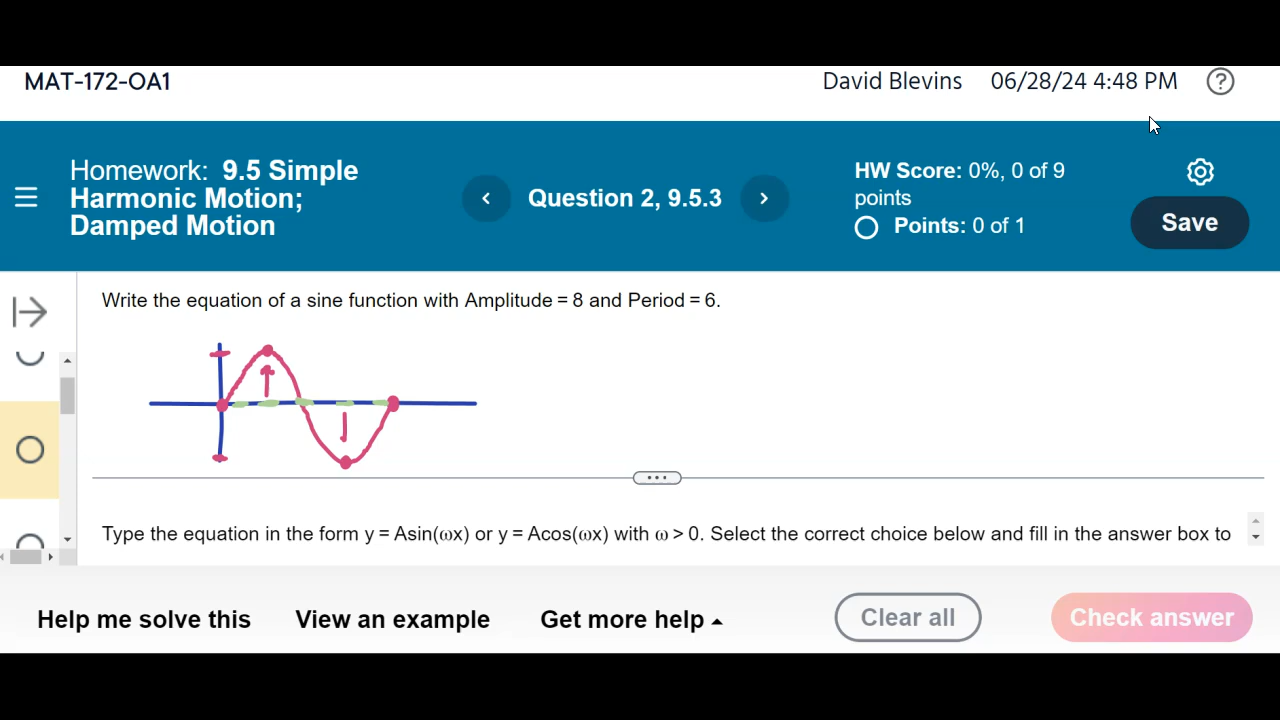 MAT-172-OA1
David Blevins 06/28/24 4:48 PM ?
Homework: 9.5 Simple
Harmonic Motion;
Damped Motion
Question 2, 9.5.3
HW Score: 0%, 0 of 9
points
Points: 0 of 1
Save
Write the equation of a sine function with Amplitude = 8 and Period = 6.
Type the equation in the form y = Asin(ωx) or y = Acos(ωx) with ω > 0. Select the correct choice below and fill in the answer box to
Help me solve this
View an example
Get more help
Clear all
Check answer